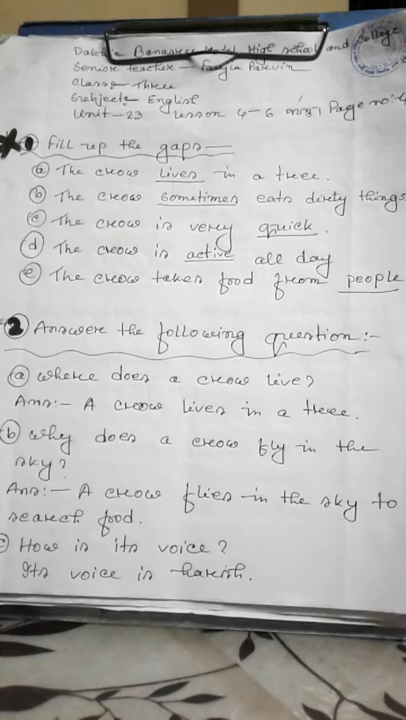 Banasree Model High school and College
Senior teacher - Parvin
Class - Three
Subject: English
Unit - 23 Lesson 4-5 Page no:
1 Fill up the gaps —
a The crow lives in a tree.
b The crow sometimes eats dirty things
c The crow is very quick.
d The crow is active all day
e The crow takes food from people
2 Answer the following question:-
a where does a crow live?
Ans:- A crow lives in a tree.
b why does a crow fly in the
sky?
Ans:- A crow flies in the sky to
search food.
c How is its voice?
Its voice is harsh.